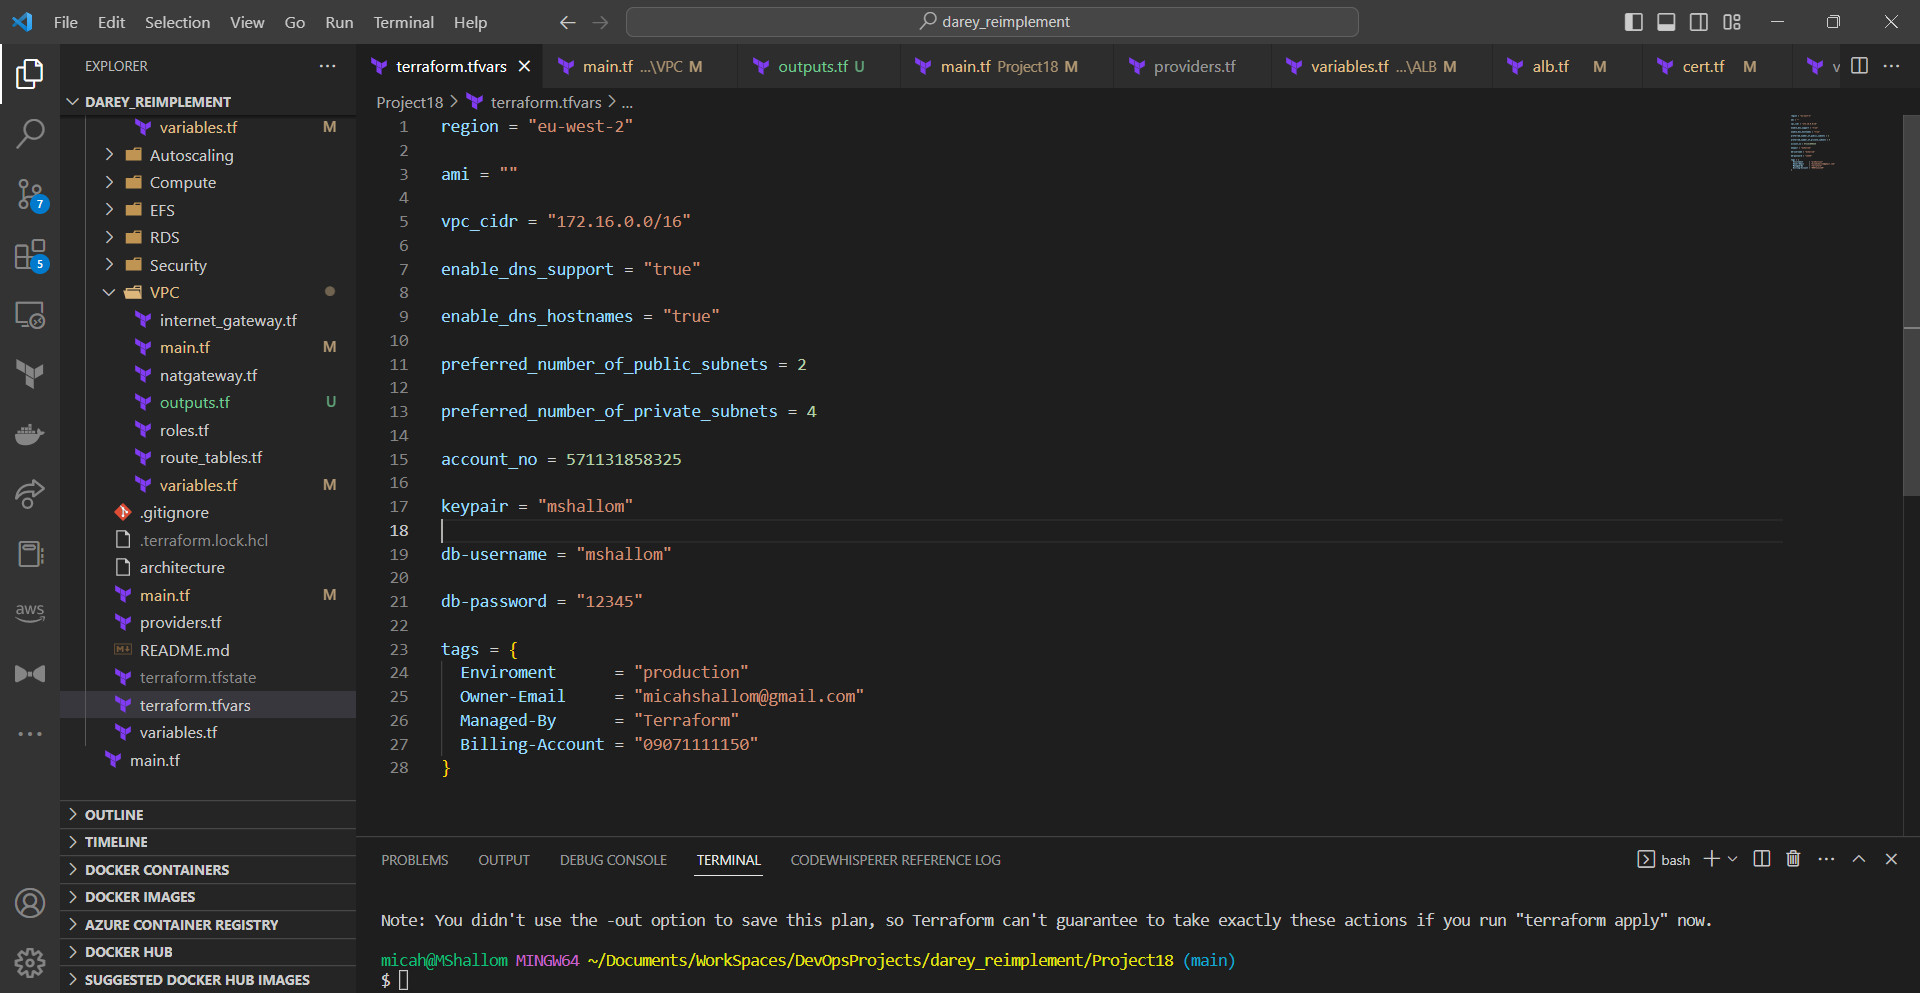 File Edit Selection View Go Run Terminal Help
darey_reimplement
EXPLORER
DAREY_REIMPLEMENT
variables.tf M
Autoscaling
Compute
EFS
RDS
Security
VPC
internet_gateway.tf
main.tf M
natgateway.tf
outputs.tf U
roles.tf
route_tables.tf
variables.tf M
.gitignore
.terraform.lock.hcl
architecture
main.tf M
providers.tf
README.md
terraform.tfstate
terraform.tfvars
variables.tf
main.tf
OUTLINE
TIMELINE
DOCKER CONTAINERS
DOCKER IMAGES
AZURE CONTAINER REGISTRY
DOCKER HUB
SUGGESTED DOCKER HUB IMAGES
7
5
aws
terraform.tfvars main.tf ...\VPC M outputs.tf U main.tf Project18 M providers.tf variables.tf ...\ALB M alb.tf M cert.tf M v
Project18 > terraform.tfvars > ...
1 region = "eu-west-2"
2
3 ami = ""
4
5 vpc_cidr = "172.16.0.0/16"
6
7 enable_dns_support = "true"
8
9 enable_dns_hostnames = "true"
10
11 preferred_number_of_public_subnets = 2
12
13 preferred_number_of_private_subnets = 4
14
15 account_no = 571131858325
16
17 keypair = "mshallom"
18
19 db-username = "mshallom"
20
21 db-password = "12345"
22
23 tags = {
24 Enviroment = "production"
25 Owner-Email = "micahshallom@gmail.com"
26 Managed-By = "Terraform"
27 Billing-Account = "09071111150"
28 }
PROBLEMS OUTPUT DEBUG CONSOLE TERMINAL CODEWHISPERER REFERENCE LOG
bash
Note: You didn't use the -out option to save this plan, so Terraform can't guarantee to take exactly these actions if you run "terraform apply" now.
micah@MShallom MINGW64 ~/Documents/WorkSpaces/DevOpsProjects/darey_reimplement/Project18 (main)
$